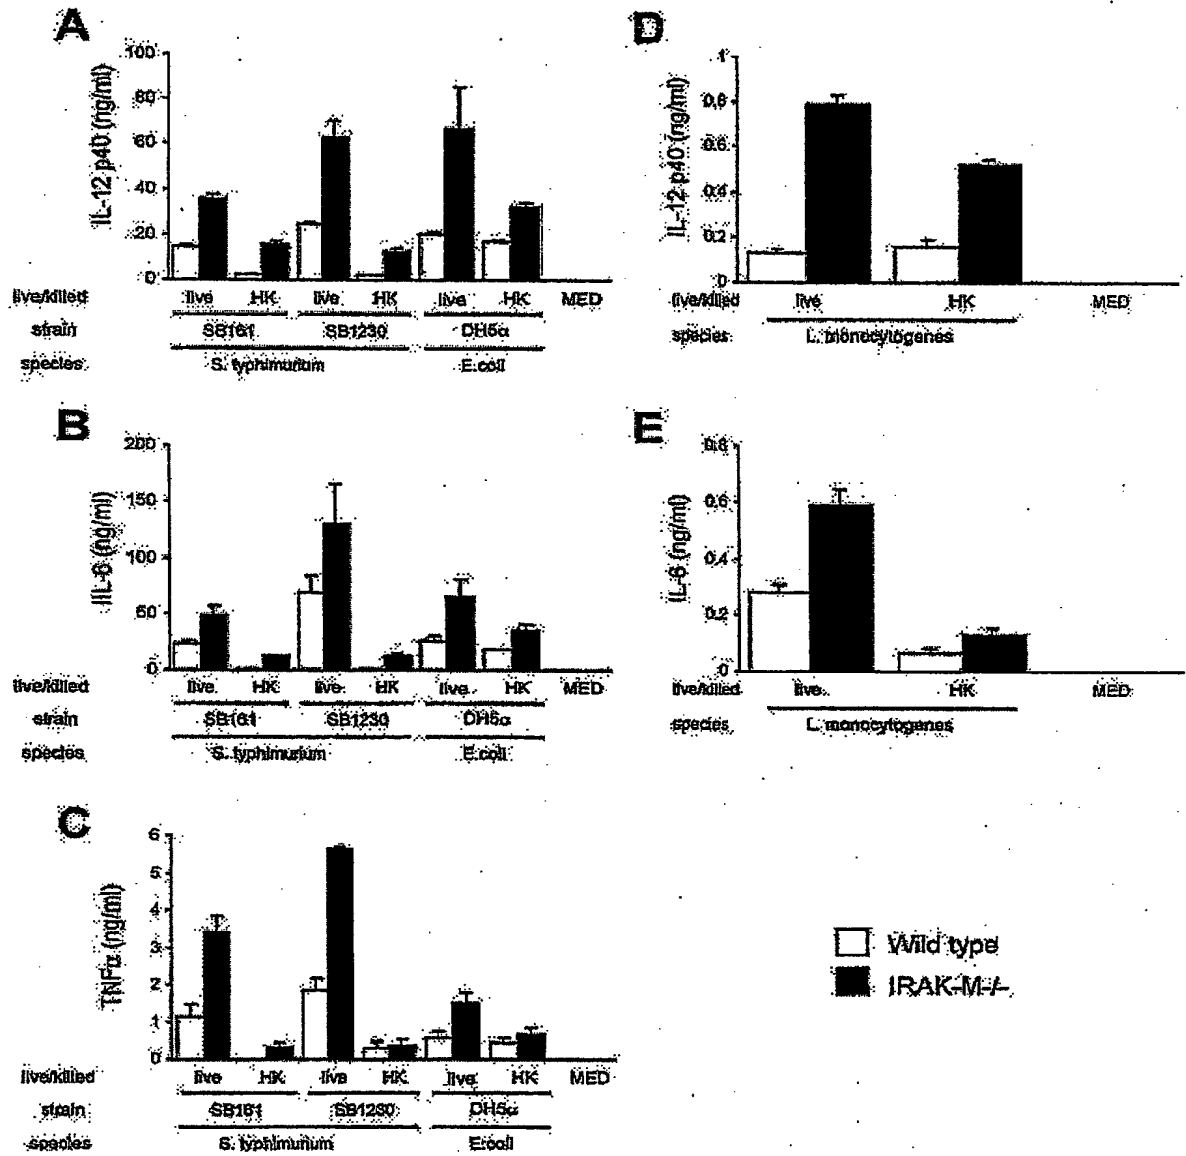 A
IL-12 p40 (ng/ml)
100
80
60
40
20
0
live/killed live HK live HK live HK MED
strain SB161 SB1230 DH5α
species S. typhimurium E.coli
D
IL-12 p40 (ng/ml)
1
0.8
0.6
0.4
0.2
0
live/killed live HK MED
species L. monocytogenes
B
IIL-6 (ng/ml)
200
150
100
50
0
live/killed live HK live HK live HK MED
strain SB161 SB1230 DH5α
species S. typhimurium E.coli
E
IL-6 (ng/ml)
0.8
0.6
0.4
0.2
0
live/killed live HK MED
species L. monocytogenes
C
TNFα (ng/ml)
6
5
4
3
2
1
0
live/killed live HK live HK live HK MED
strain SB161 SB1230 DH5α
species S. typhimurium E.coli
Wild type
IRAK-M-/-